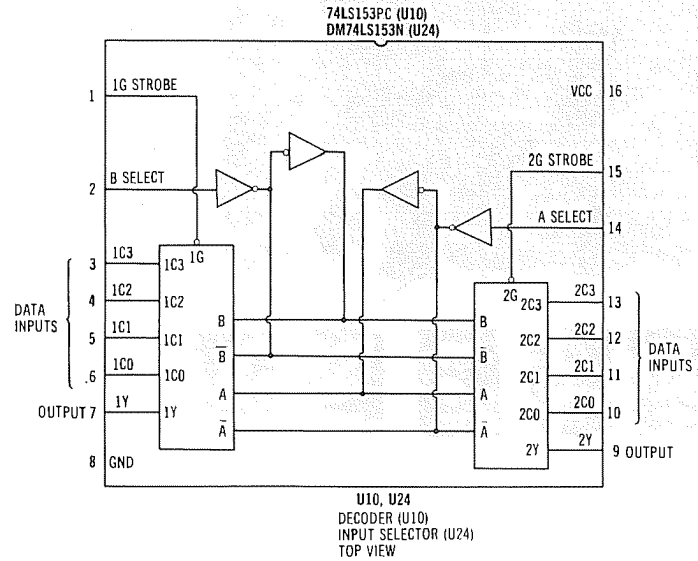 74LS153PC (U10)
DM74LS153N (U24)
1 1G STROBE
VCC 16
2G STROBE 15
2 B SELECT
A SELECT 14
1G
3 1C3 1C3
4 1C2 1C2
5 1C1 1C1
6 1C0 1C0
DATA
INPUTS
OUTPUT 7 1Y 1Y
8 GND
B
B̅
A
A̅
2G
B
B̅
A
A̅
2C3 2C3 13
2C2 2C2 12
2C1 2C1 11
2C0 2C0 10
DATA
INPUTS
2Y 2Y 9 OUTPUT
U10, U24
DECODER (U10)
INPUT SELECTOR (U24)
TOP VIEW